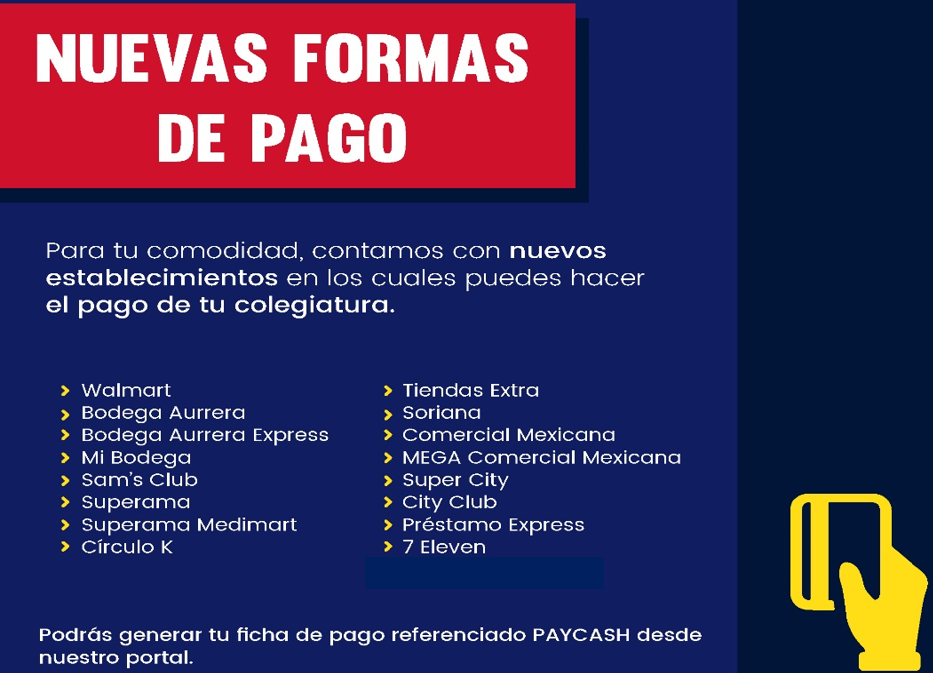 NUEVAS FORMAS
DE PAGO
Para tu comodidad, contamos con nuevos
establecimientos en los cuales puedes hacer
el pago de tu colegiatura.
Walmart
Bodega Aurrera
Bodega Aurrera Express
Mi Bodega
Sam's Club
Superama
Superama Medimart
Círculo K
Tiendas Extra
Soriana
Comercial Mexicana
MEGA Comercial Mexicana
Super City
City Club
Préstamo Express
7 Eleven
Podrás generar tu ficha de pago referenciado PAYCASH desde
nuestro portal.